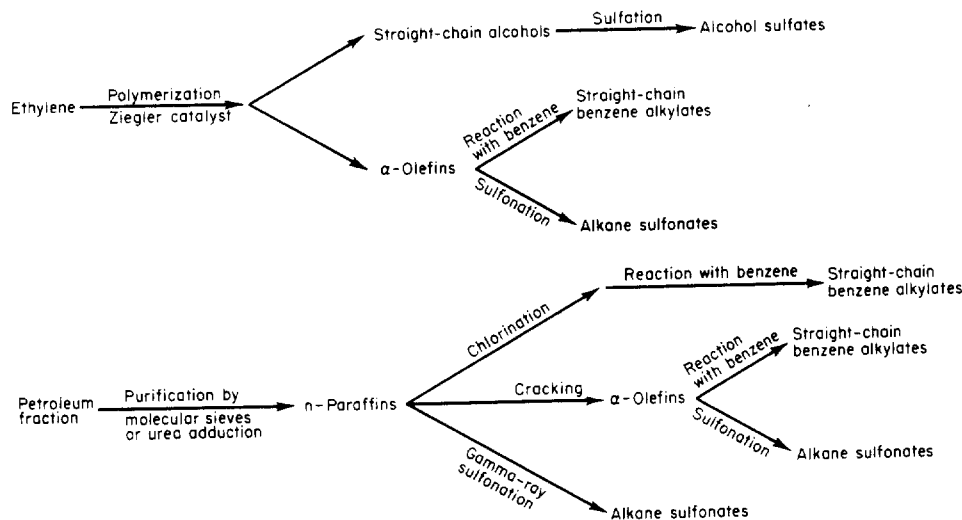 Straight-chain alcohols
Sulfation
Alcohol sulfates
Ethylene
Polymerization
Ziegler catalyst
Reaction
with benzene
Straight-chain
benzene alkylates
α-Olefins
Sulfonation
Alkane sulfonates
Reaction with benzene
Straight-chain
benzene alkylates
Chlorination
Reaction
with benzene
Straight-chain
benzene alkylates
Petroleum
fraction
Purification by
molecular sieves
or urea adduction
n-Paraffins
Cracking
α-Olefins
Sulfonation
Alkane sulfonates
Gamma-ray
sulfonation
Alkane sulfonates